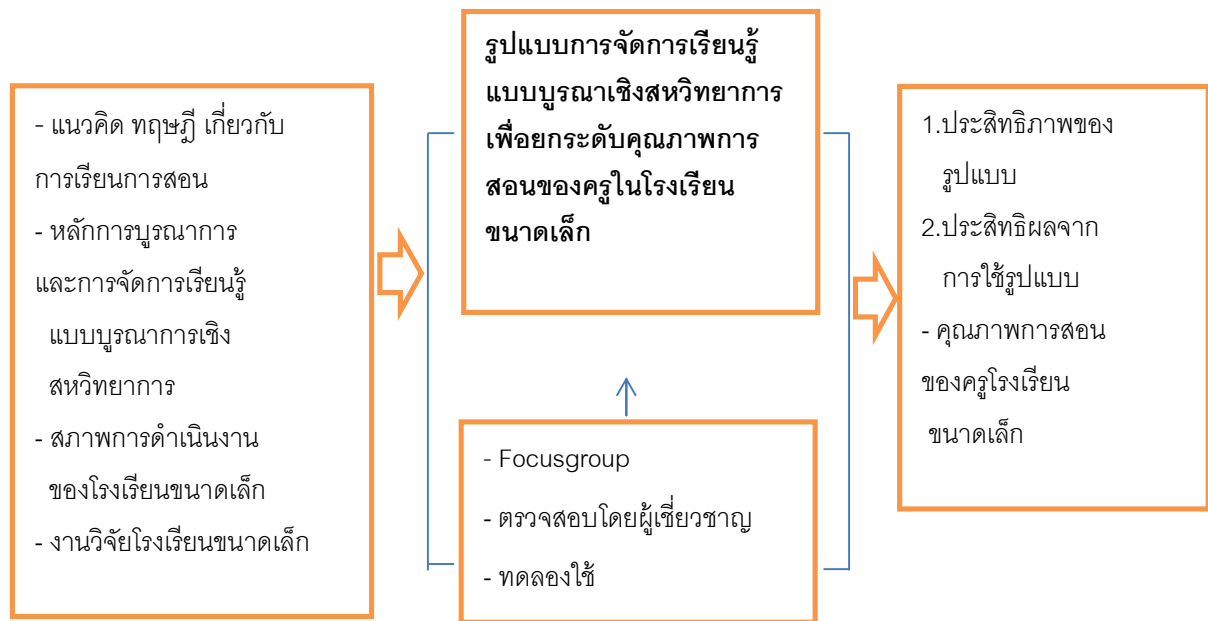 - แนวคิด ทฤษฎี เกี่ยวกับ
การเรียนการสอน
- หลักการบูรณาการ
และการจัดการเรียนรู้
แบบบูรณาการเชิง
สหวิทยาการ
- สภาพการดำเนินงาน
ของโรงเรียนขนาดเล็ก
- งานวิจัยโรงเรียนขนาดเล็ก
รูปแบบการจัดการเรียนรู้
แบบบูรณาเชิงสหวิทยาการ
เพื่อยกระดับคุณภาพการ
สอนของครูในโรงเรียน
ขนาดเล็ก
- Focusgroup
- ตรวจสอบโดยผู้เชี่ยวชาญ
- ทดลองใช้
1.ประสิทธิภาพของ
รูปแบบ
2.ประสิทธิผลจาก
การใช้รูปแบบ
- คุณภาพการสอน
ของครูโรงเรียน
ขนาดเล็ก